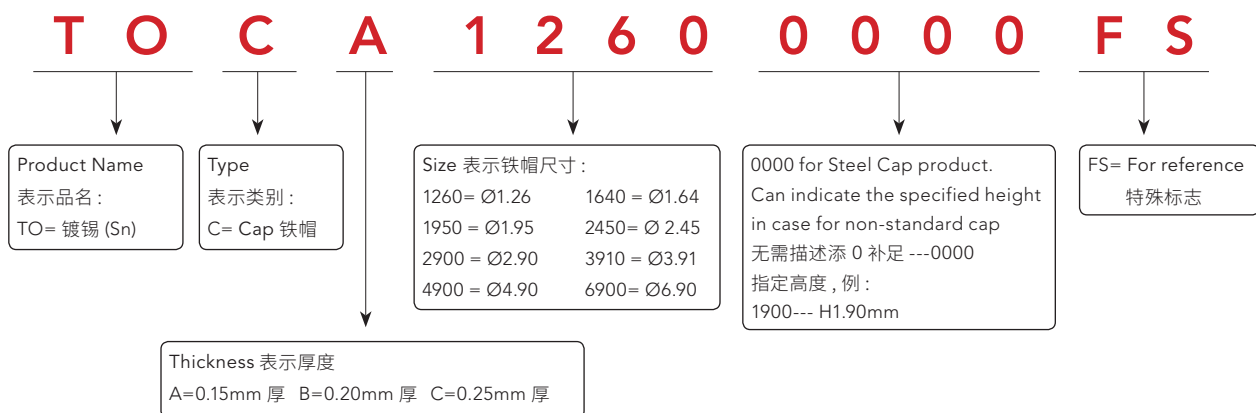 T O C A 1 2 6 0 0 0 0 0 F S
Product Name
表示品名 :
TO= 镀锡 (Sn)
Type
表示类别 :
C= Cap 铁帽
Size 表示铁帽尺寸 :
1260= Ø1.26 1640 = Ø1.64
1950 = Ø1.95 2450= Ø 2.45
2900 = Ø2.90 3910 = Ø3.91
4900 = Ø4.90 6900= Ø6.90
0000 for Steel Cap product.
Can indicate the specified height
in case for non-standard cap
无需描述添 0 补足 ---0000
指定高度 , 例 :
1900--- H1.90mm
FS= For reference
特殊标志
Thickness 表示厚度
A=0.15mm 厚 B=0.20mm 厚 C=0.25mm 厚